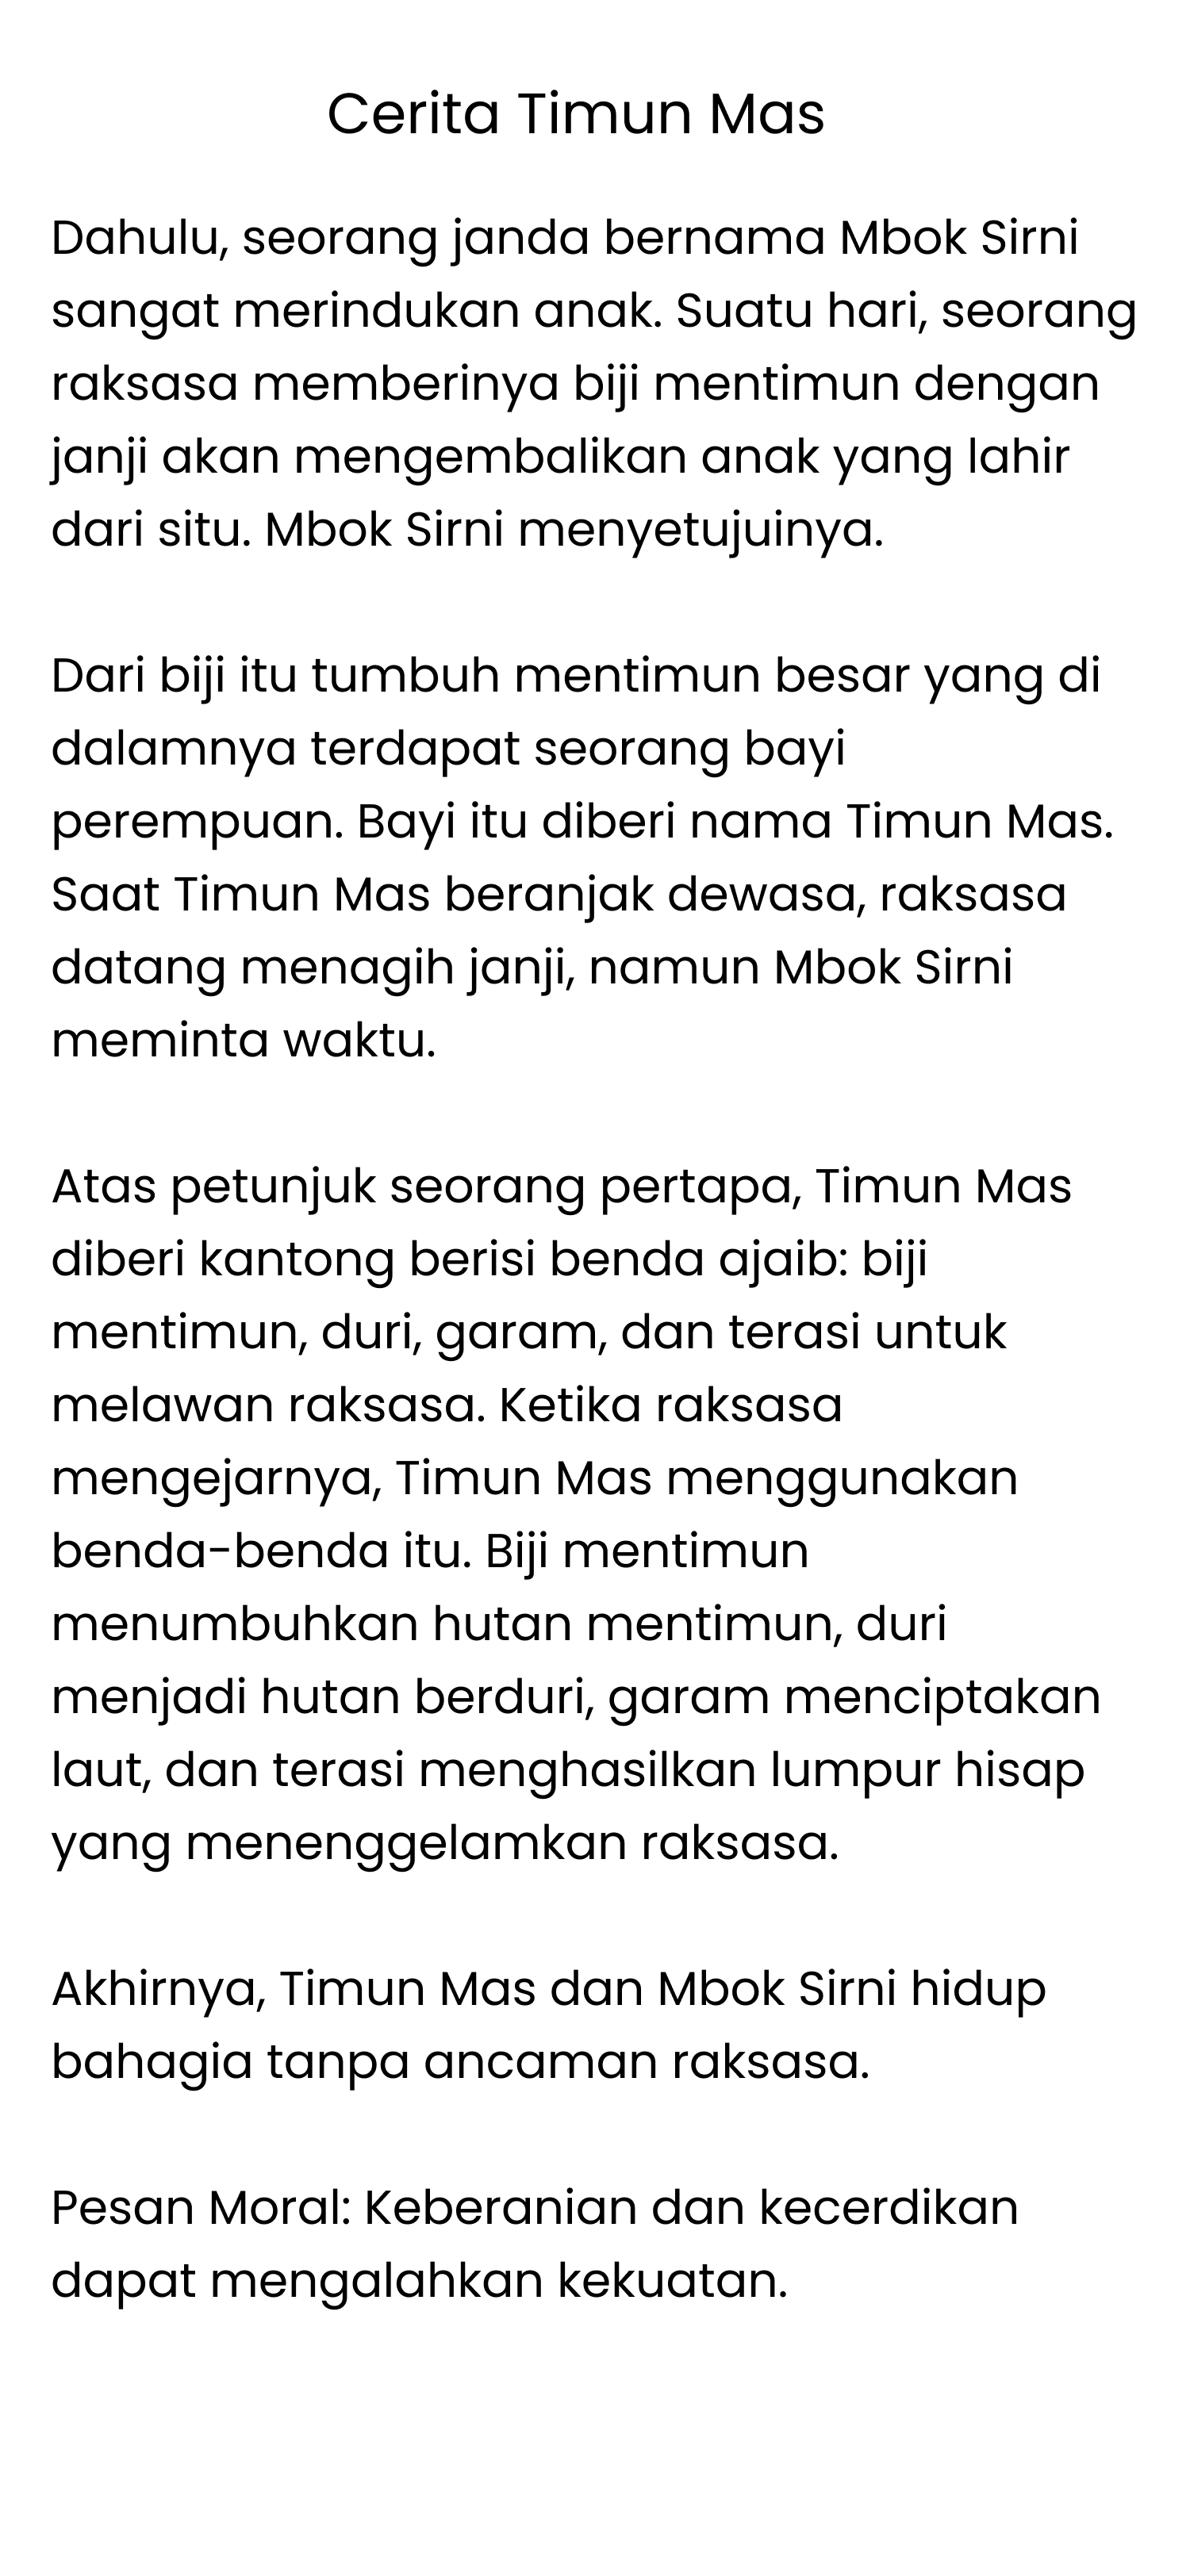 Cerita Timun Mas
Dahulu, seorang janda bernama Mbok Sirni
sangat merindukan anak. Suatu hari, seorang
raksasa memberinya biji mentimun dengan
janji akan mengembalikan anak yang lahir
dari situ. Mbok Sirni menyetujuinya.
Dari biji itu tumbuh mentimun besar yang di
dalamnya terdapat seorang bayi
perempuan. Bayi itu diberi nama Timun Mas.
Saat Timun Mas beranjak dewasa, raksasa
datang menagih janji, namun Mbok Sirni
meminta waktu.
Atas petunjuk seorang pertapa, Timun Mas
diberi kantong berisi benda ajaib: biji
mentimun, duri, garam, dan terasi untuk
melawan raksasa. Ketika raksasa
mengejarnya, Timun Mas menggunakan
benda-benda itu. Biji mentimun
menumbuhkan hutan mentimun, duri
menjadi hutan berduri, garam menciptakan
laut, dan terasi menghasilkan lumpur hisap
yang menenggelamkan raksasa.
Akhirnya, Timun Mas dan Mbok Sirni hidup
bahagia tanpa ancaman raksasa.
Pesan Moral: Keberanian dan kecerdikan
dapat mengalahkan kekuatan.